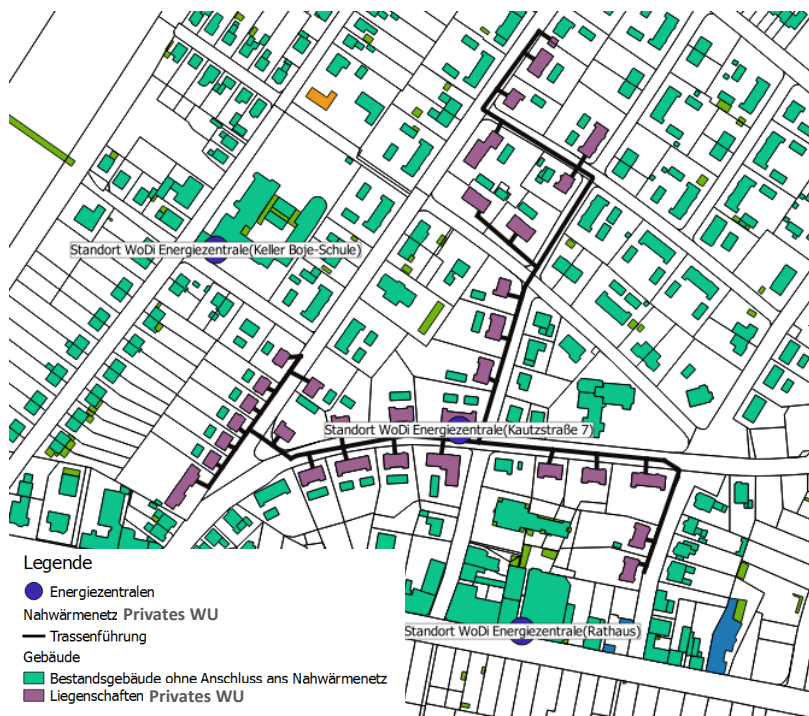 Standort WoDi Energiezentrale(Keller Boje-Schule)
Standort WoDi Energiezentrale(Kautzstraße 7)
Standort WoDi Energiezentrale(Rathaus)
Legende
Energiezentralen
Nahwärmenetz Privates WU
Trassenführung
Gebäude
Bestandsgebäude ohne Anschluss ans Nahwärmenetz
Liegenschaften Privates WU